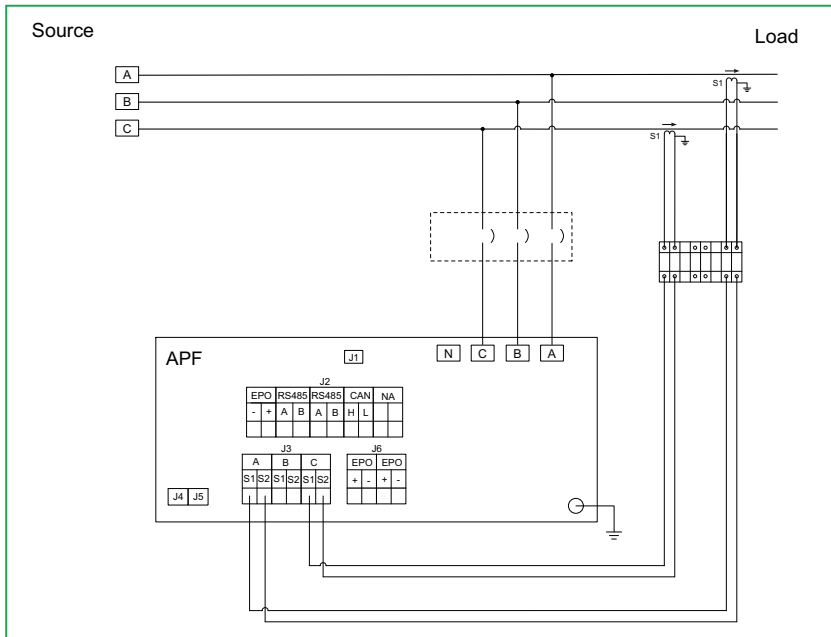 Source
Load
A
S1
B
C
S1
APF
J1
N C B A
J2
EPO RS485 RS485 CAN NA
- + A B A B H L
J3 J6
A B C EPO EPO
S1 S2 S1 S2 S1 S2 + - + -
J4 J5